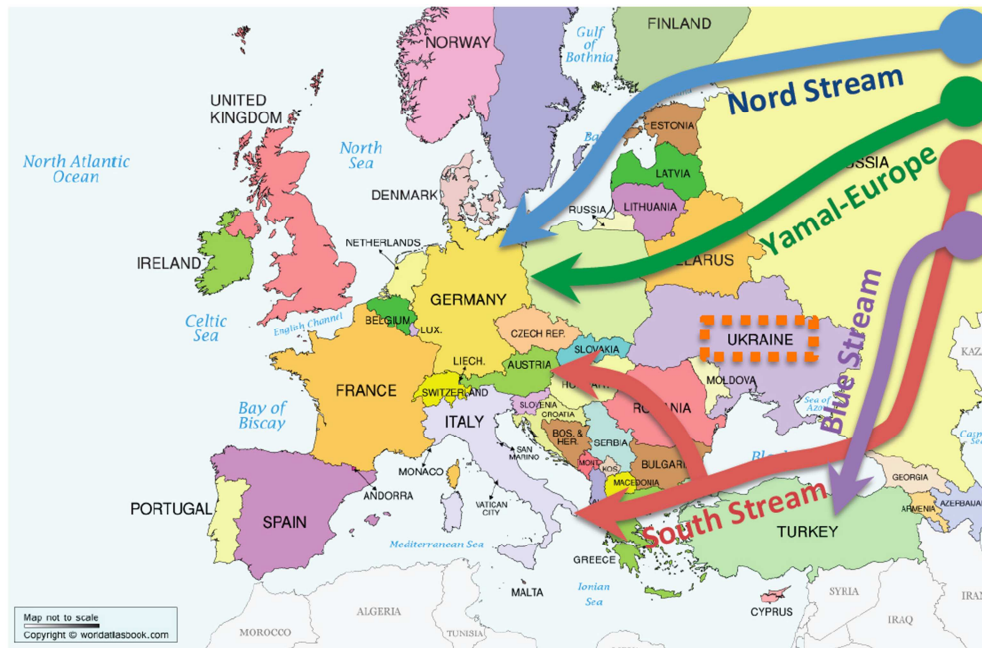 FINLAND
NORWAY
Gulf
of
Bothnia
Nord Stream
UNITED
KINGDOM
North Atlantic
Ocean
North
Sea
ESTONIA
LATVIA
DENMARK
LITHUANIA
RUSSIA
Yamal-Europe
NETHERLANDS
IRELAND
GERMANY
Celtic
Sea
English Channel
BELGIUM
LUX.
CZECH REP.
UKRAINE
SLOVAKIA
LIECH.
AUSTRIA
MOLDOVA
Blue Stream
FRANCE
SWITZERLAND
SLOVENIA
CROATIA
Sea of
Bay of
Biscay
ITALY
SAN
MARINO
BOS. &
HER.
SERBIA
MONT.
KOS.
MACEDONIA
GEORGIA
ARMENIA
MONACO
ANDORRA
VATICAN
CITY
PORTUGAL
SPAIN
South Stream
TURKEY
Mediterranean Sea
GREECE
Ionian
Sea
MALTA
CYPRUS
SYRIA
IRAQ
ALGERIA
MOROCCO
TUNISIA
Map not to scale
Copyright © worldatlasbook.com